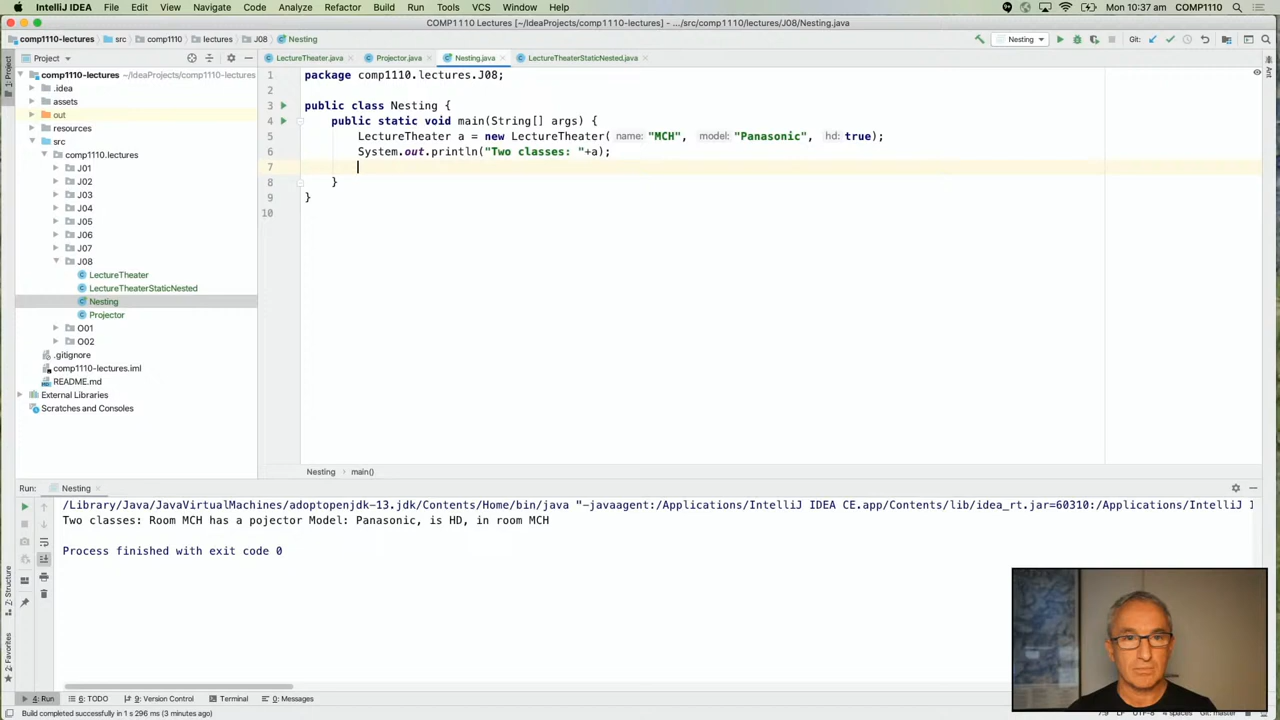 IntelliJ IDEA File Edit View Navigate Code Analyze Refactor Build Run Tools VCS Window Help 10:37 am COMP1110
COMP1110 Lectures [~/IdeaProjects/comp1110-lectures] - .../src/comp1110/lectures/J08/Nesting.java
comp1110-lectures src comp1110 lectures J08 Nesting Nesting Git:
Project LectureTheater.java Projector.java Nesting.java LectureTheaterStaticNested.java
1: Project
Ant
comp1110-lectures ~/IdeaProjects/comp1110-lectures
.idea
assets
out
resources
src
comp1110.lectures
J01
J02
J03
J04
J05
J06
J07
J08
LectureTheater
LectureTheaterStaticNested
Nesting
Projector
O01
O02
.gitignore
comp1110-lectures.iml
README.md
External Libraries
Scratches and Consoles
1 package comp1110.lectures.J08;
2
3 public class Nesting {
4 public static void main(String[] args) {
5 LectureTheater a = new LectureTheater( name: "MCH", model: "Panasonic", hd: true);
6 System.out.println("Two classes: "+a);
7
8 }
9 }
10
Nesting main()
Run: Nesting
/Library/Java/JavaVirtualMachines/adoptopenjdk-13.jdk/Contents/Home/bin/java "-javaagent:/Applications/IntelliJ IDEA CE.app/Contents/lib/idea_rt.jar=60310:/Applications/IntelliJ I
Two classes: Room MCH has a pojector Model: Panasonic, is HD, in room MCH
Process finished with exit code 0
7: Structure
2: Favorites
4: Run 6: TODO 9: Version Control Terminal 0: Messages
Build completed successfully in 1 s 296 ms (3 minutes ago)